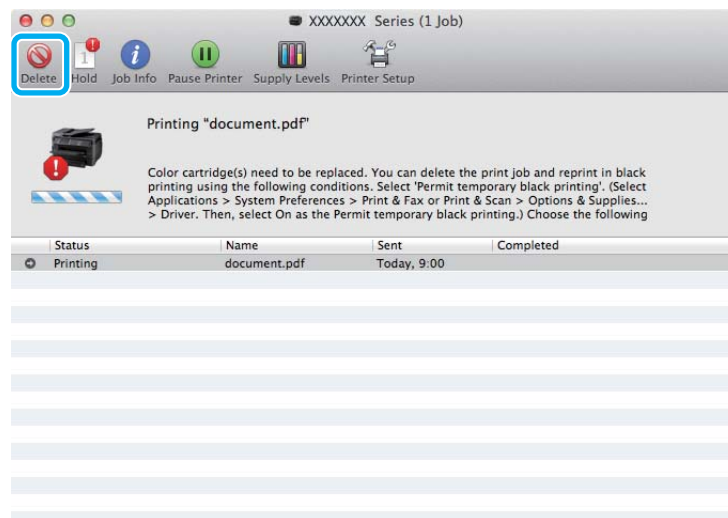 XXXXXXX Series (1 Job)
1
Delete Hold Job Info Pause Printer Supply Levels Printer Setup
Printing "document.pdf"
Color cartridge(s) need to be replaced. You can delete the print job and reprint in black
printing using the following conditions. Select 'Permit temporary black printing'. (Select
Applications > System Preferences > Print & Fax or Print & Scan > Options & Supplies...
> Driver. Then, select On as the Permit temporary black printing.) Choose the following
Status Name Sent Completed
Printing document.pdf Today, 9:00